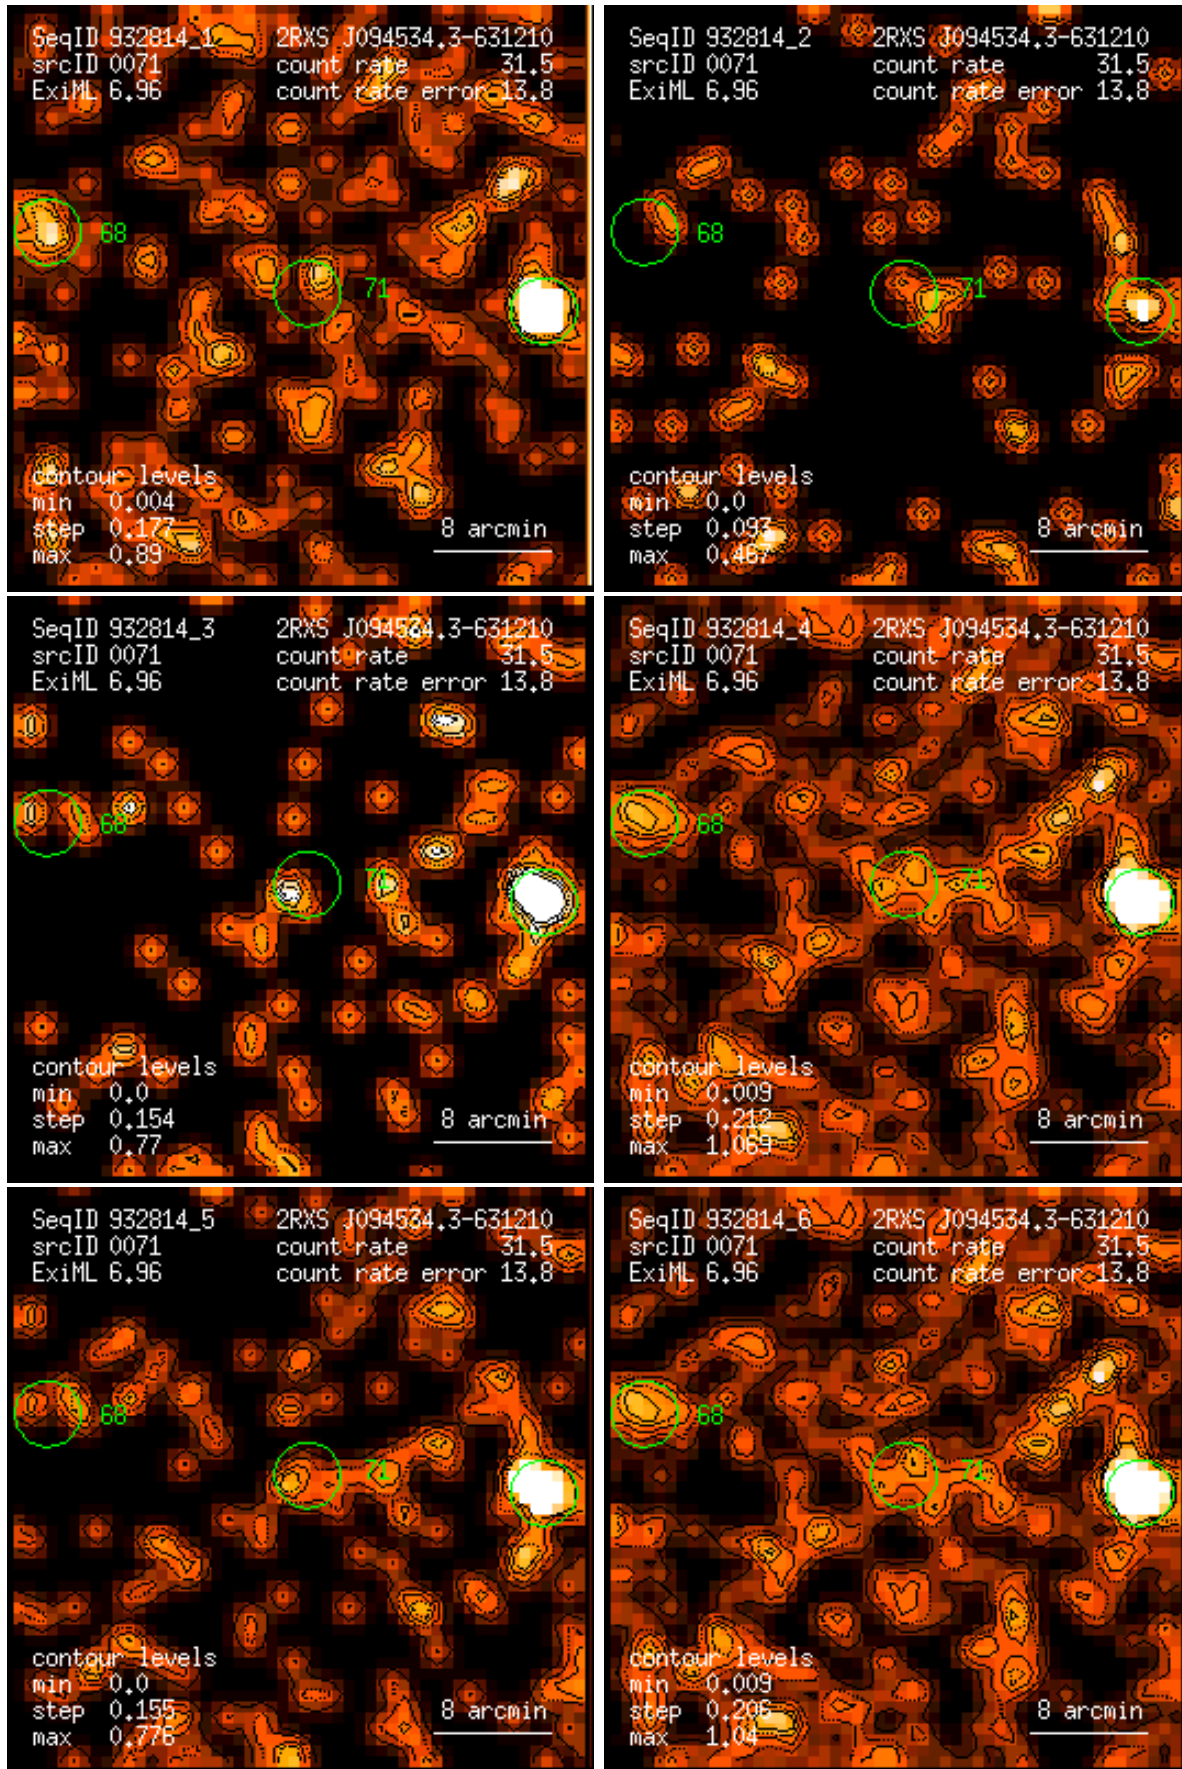 SeqID 932814_1 2RXS J094534.3-631210
srcID 0071 count rate 31.5
ExiML 6.96 count rate error 13.8
68
71
contour levels
min 0.004
step 0.177 8 arcmin
max 0.89
SeqID 932814_2 2RXS J094534.3-631210
srcID 0071 count rate 31.5
ExiML 6.96 count rate error 13.8
68
71
contour levels
min 0.0
step 0.093 8 arcmin
max 0.467
SeqID 932814_3 2RXS J094534.3-631210
srcID 0071 count rate 31.5
ExiML 6.96 count rate error 13.8
68
71
contour levels
min 0.0
step 0.154 8 arcmin
max 0.77
SeqID 932814_4 2RXS J094534.3-631210
srcID 0071 count rate 31.5
ExiML 6.96 count rate error 13.8
68
71
contour levels
min 0.009
step 0.212 8 arcmin
max 1.069
SeqID 932814_5 2RXS J094534.3-631210
srcID 0071 count rate 31.5
ExiML 6.96 count rate error 13.8
68
71
contour levels
min 0.0
step 0.155 8 arcmin
max 0.776
SeqID 932814_6 2RXS J094534.3-631210
srcID 0071 count rate 31.5
ExiML 6.96 count rate error 13.8
68
71
contour levels
min 0.009
step 0.206 8 arcmin
max 1.04